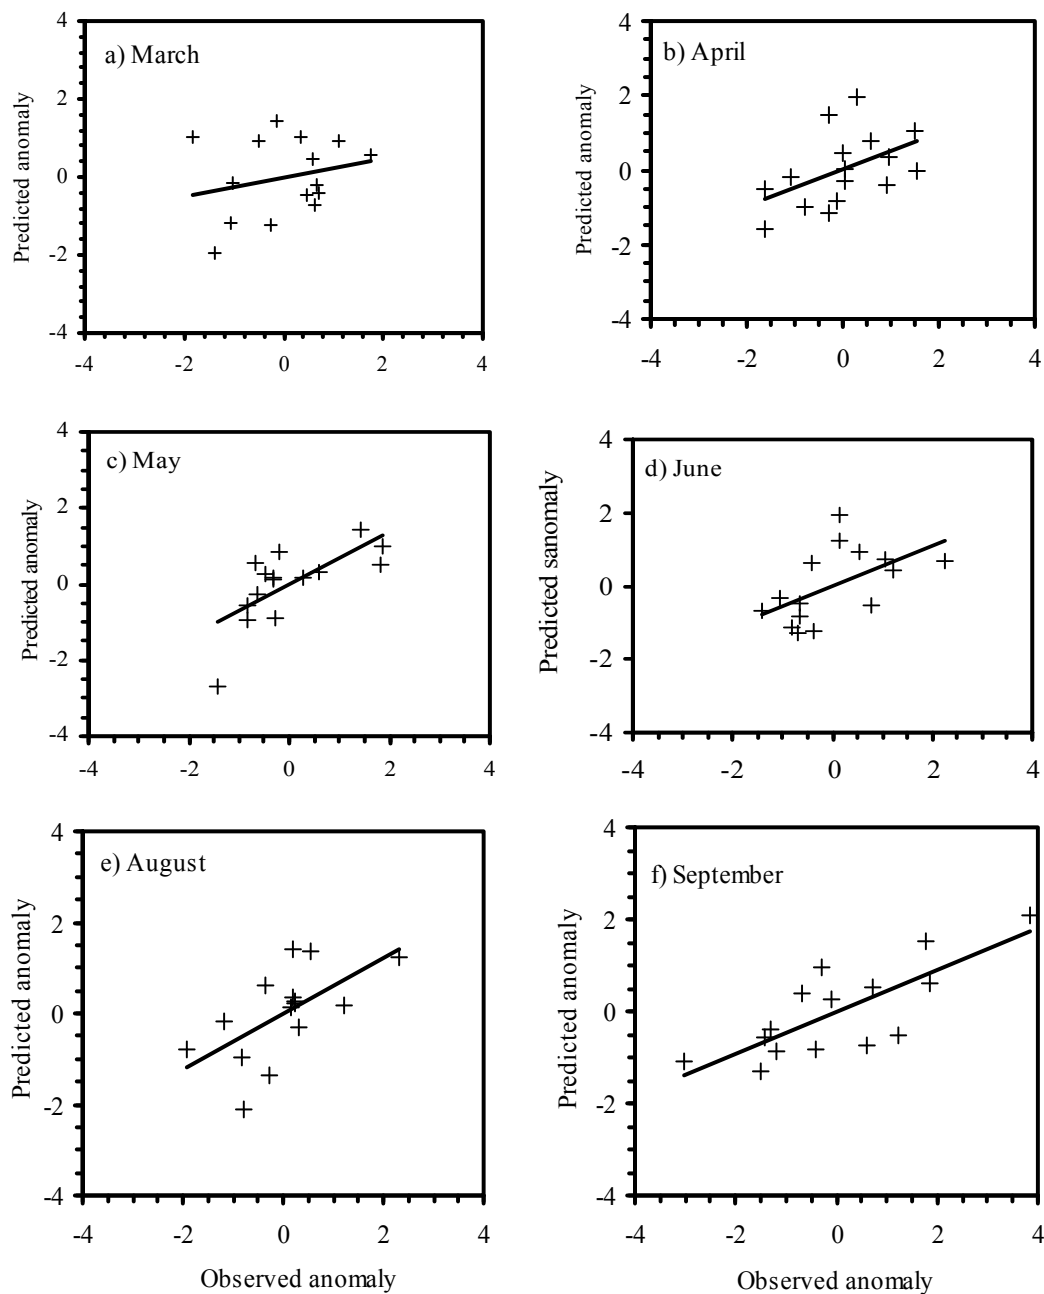 a) March
Predicted anomaly
4
2
0
-2
-4
-4 -2 0 2 4
b) April
Predicted anomaly
4
2
0
-2
-4
-4 -2 0 2 4
c) May
Predicted anomaly
4
2
0
-2
-4
-4 -2 0 2 4
d) June
Predicted sanomaly
4
2
0
-2
-4
-4 -2 0 2 4
e) August
Predicted anomaly
4
2
0
-2
-4
-4 -2 0 2 4
Observed anomaly
f) September
Predicted anomaly
4
2
0
-2
-4
-4 -2 0 2 4
Observed anomaly